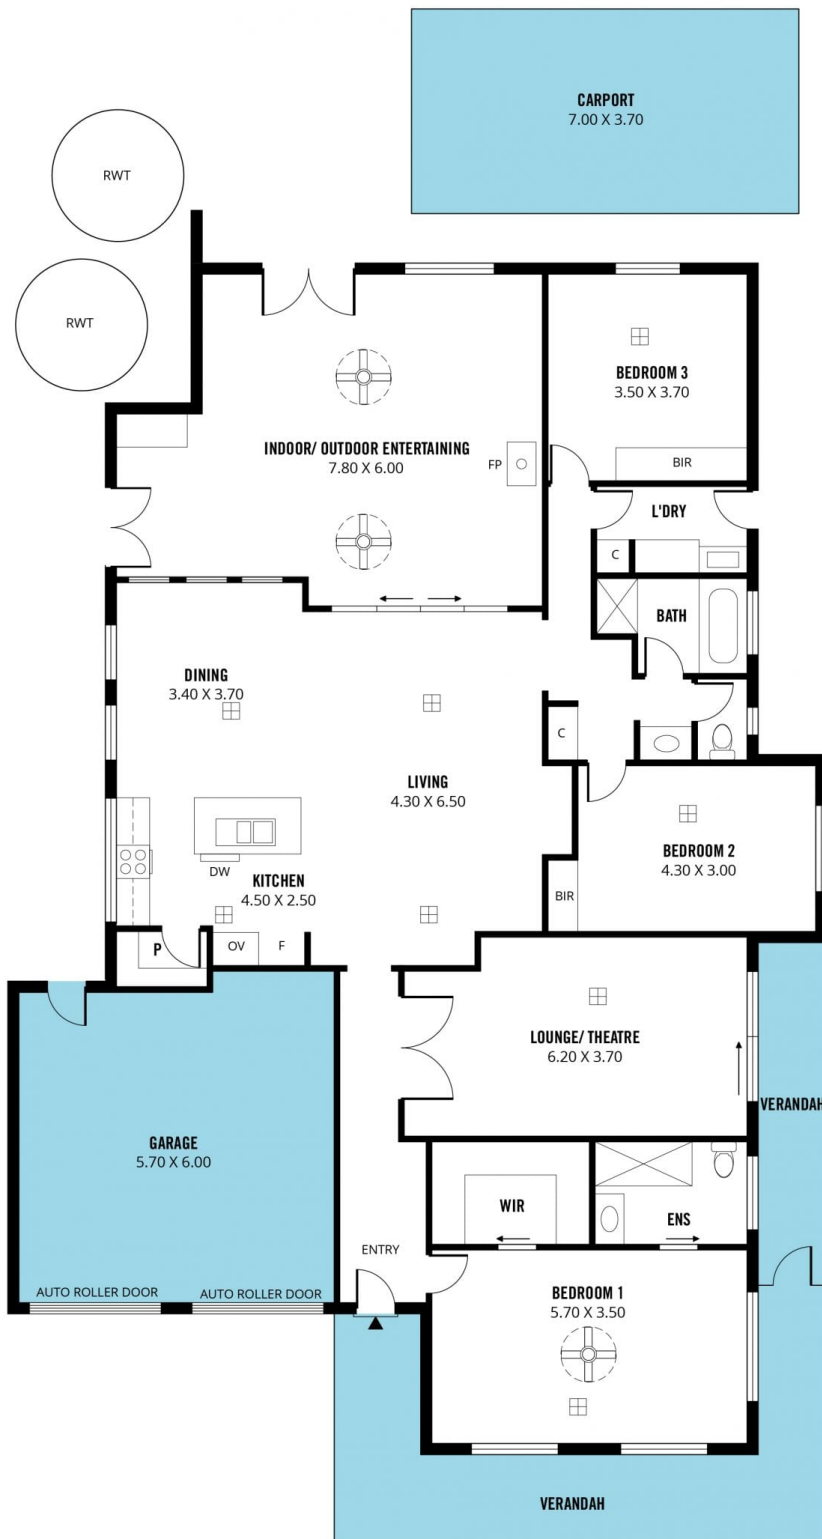 CARPORT
7.00 X 3.70
RWT
RWT
BEDROOM 3
3.50 X 3.70
INDOOR/ OUTDOOR ENTERTAINING
7.80 X 6.00
FP
BIR
L'DRY
C
BATH
DINING
3.40 X 3.70
C
LIVING
4.30 X 6.50
BEDROOM 2
4.30 X 3.00
DW
KITCHEN
4.50 X 2.50
BIR
P
OV
F
LOUNGE/ THEATRE
6.20 X 3.70
VERANDAH
GARAGE
5.70 X 6.00
WIR
ENS
ENTRY
AUTO ROLLER DOOR
AUTO ROLLER DOOR
BEDROOM 1
5.70 X 3.50
VERANDAH